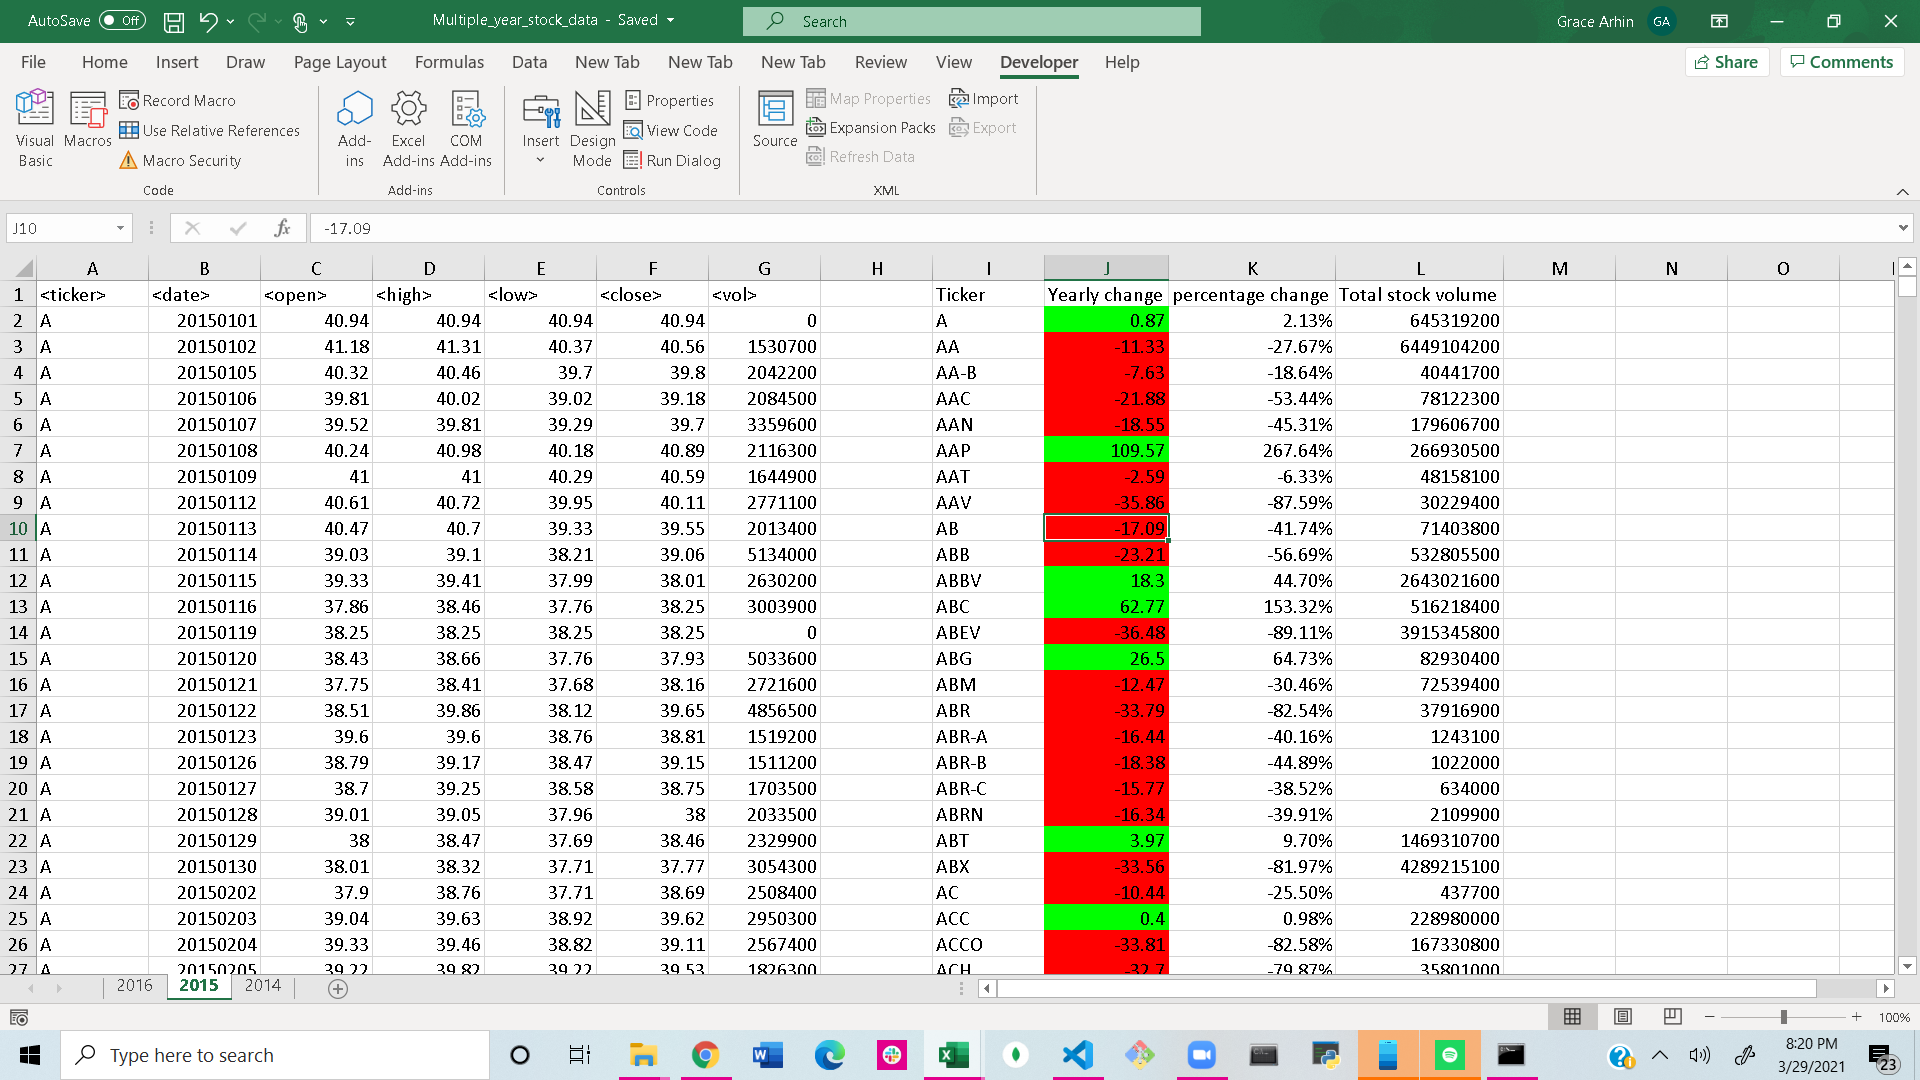 AutoSave Off Multiple_year_stock_data - Saved Search Grace Arhin GA
File Home Insert Draw Page Layout Formulas Data New Tab New Tab New Tab Review View Developer Help Share Comments
Visual Basic Macros Record Macro Use Relative References Macro Security Code
Add-ins Excel Add-ins COM Add-ins Add-ins
Insert Design Mode Properties View Code Run Dialog Controls
Source Map Properties Expansion Packs Refresh Data Import Export XML
J10 fx -17.09
A B C D E F G H I J K L M N O
1 <ticker> <date> <open> <high> <low> <close> <vol> Ticker Yearly change percentage change Total stock volume
2 A 20150101 40.94 40.94 40.94 40.94 0 A 0.87 2.13% 645319200
3 A 20150102 41.18 41.31 40.37 40.56 1530700 AA -11.33 -27.67% 6449104200
4 A 20150105 40.32 40.46 39.7 39.8 2042200 AA-B -7.63 -18.64% 40441700
5 A 20150106 39.81 40.02 39.02 39.18 2084500 AAC -21.88 -53.44% 78122300
6 A 20150107 39.52 39.81 39.29 39.7 3359600 AAN -18.55 -45.31% 179606700
7 A 20150108 40.24 40.98 40.18 40.89 2116300 AAP 109.57 267.64% 266930500
8 A 20150109 41 41 40.29 40.59 1644900 AAT -2.59 -6.33% 48158100
9 A 20150112 40.61 40.72 39.95 40.11 2771100 AAV -35.86 -87.59% 30229400
10 A 20150113 40.47 40.7 39.33 39.55 2013400 AB -17.09 -41.74% 71403800
11 A 20150114 39.03 39.1 38.21 39.06 5134000 ABB -23.21 -56.69% 532805500
12 A 20150115 39.33 39.41 37.99 38.01 2630200 ABBV 18.3 44.70% 2643021600
13 A 20150116 37.86 38.46 37.76 38.25 3003900 ABC 62.77 153.32% 516218400
14 A 20150119 38.25 38.25 38.25 38.25 0 ABEV -36.48 -89.11% 3915345800
15 A 20150120 38.43 38.66 37.76 37.93 5033600 ABG 26.5 64.73% 82930400
16 A 20150121 37.75 38.41 37.68 38.16 2721600 ABM -12.47 -30.46% 72539400
17 A 20150122 38.51 39.86 38.12 39.65 4856500 ABR -33.79 -82.54% 37916900
18 A 20150123 39.6 39.6 38.76 38.81 1519200 ABR-A -16.44 -40.16% 1243100
19 A 20150126 38.79 39.17 38.47 39.15 1511200 ABR-B -18.38 -44.89% 1022000
20 A 20150127 38.7 39.25 38.58 38.75 1703500 ABR-C -15.77 -38.52% 634000
21 A 20150128 39.01 39.05 37.96 38 2033500 ABRN -16.34 -39.91% 2109900
22 A 20150129 38 38.47 37.69 38.46 2329900 ABT 3.97 9.70% 1469310700
23 A 20150130 38.01 38.32 37.71 37.77 3054300 ABX -33.56 -81.97% 4289215100
24 A 20150202 37.9 38.76 37.71 38.69 2508400 AC -10.44 -25.50% 437700
25 A 20150203 39.04 39.63 38.92 39.62 2950300 ACC 0.4 0.98% 228980000
26 A 20150204 39.33 39.46 38.82 39.11 2567400 ACCO -33.81 -82.58% 167330800
27 A 20150205 39.22 39.82 39.22 39.53 1826300 ACH -32.7 -79.87% 35801000
2016 2015 2014
100%
Type here to search 8:20 PM
3/29/2021 23